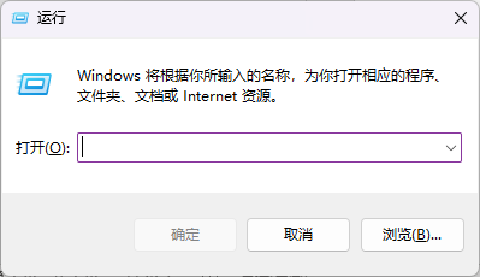 运行
Windows 将根据你所输入的名称，为你打开相应的程序、
文件夹、文档或 Internet 资源。
打开(O):
确定
取消
浏览(B)...